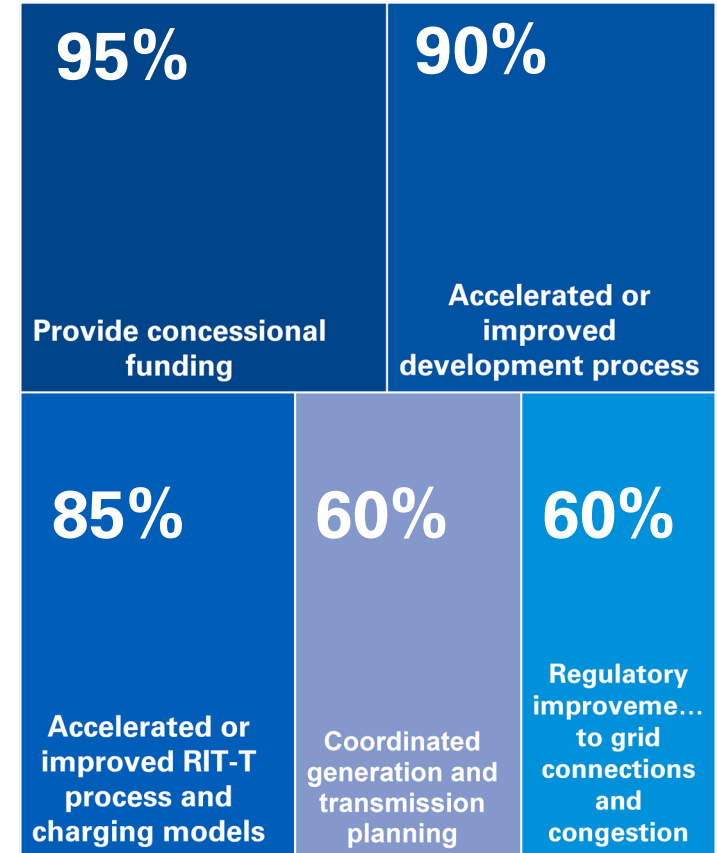 95%
Provide concessional
funding
90%
Accelerated or
improved
development process
85%
Accelerated or
improved RIT-T
process and
charging models
60%
Coordinated
generation and
transmission
planning
60%
Regulatory
improveme...
to grid
connections
and
congestion